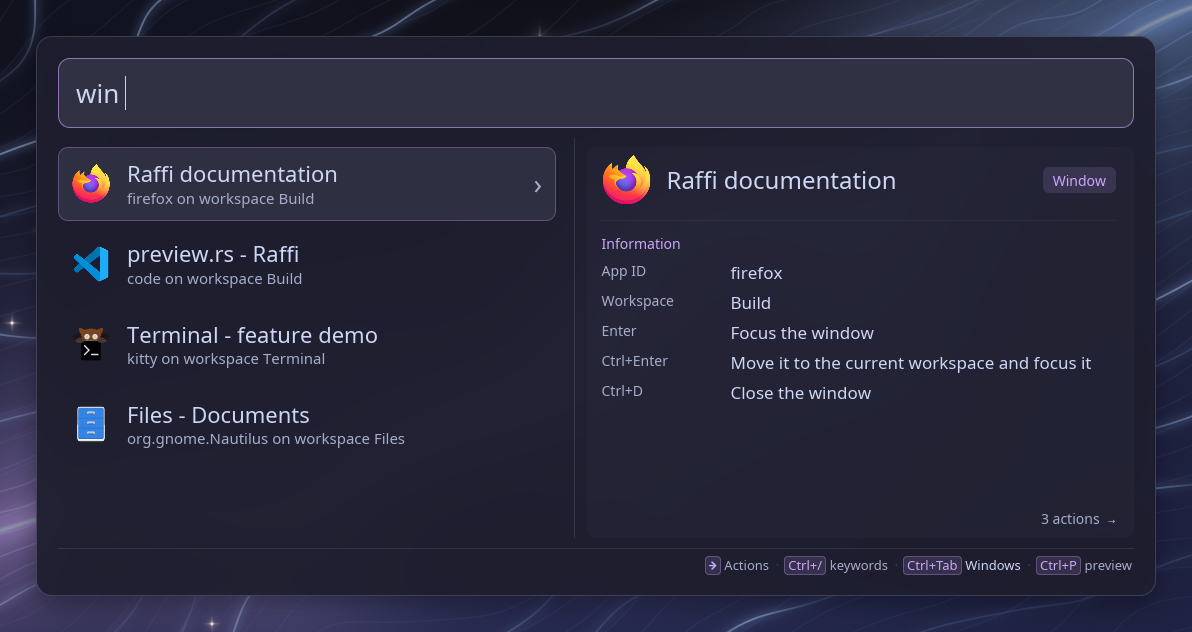 win
Raffi documentation
firefox on workspace Build
preview.rs - Raffi
code on workspace Build
Terminal - feature demo
kitty on workspace Terminal
Files - Documents
org.gnome.Nautilus on workspace Files
Raffi documentation
Window
Information
App ID firefox
Workspace Build
Enter Focus the window
Ctrl+Enter Move it to the current workspace and focus it
Ctrl+D Close the window
3 actions →
→ Actions · Ctrl+/ keywords · Ctrl+Tab Windows · Ctrl+P preview